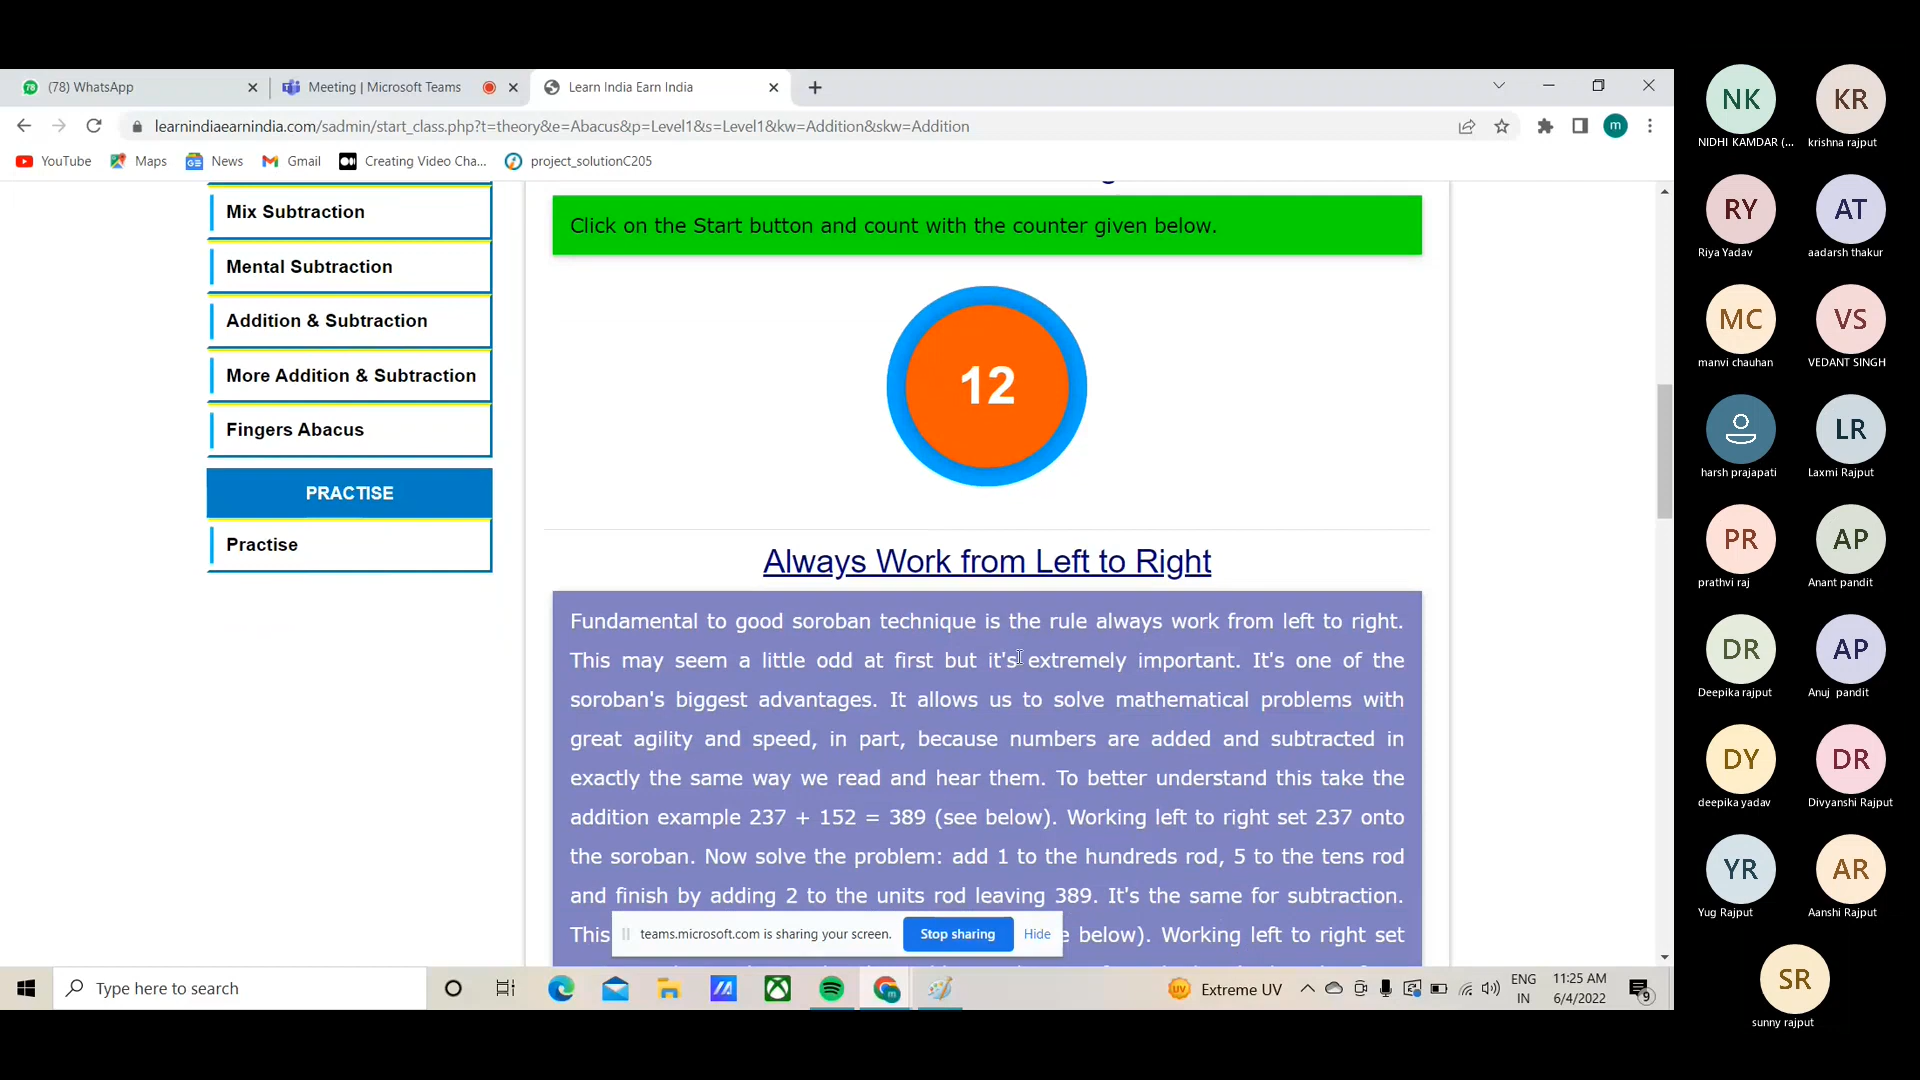 78
(78) WhatsApp
Meeting | Microsoft Teams
Learn India Earn India
learnindiaearnindia.com/sadmin/start_class.php?t=theory&e=Abacus&p=Level1&s=Level1&kw=Addition&skw=Addition
m
YouTube
Maps
News
Gmail
Creating Video Cha...
project_solutionC205
Mix Subtraction
Mental Subtraction
Addition & Subtraction
More Addition & Subtraction
Fingers Abacus
PRACTISE
Practise
Click on the Start button and count with the counter given below.
12
Always Work from Left to Right
Fundamental to good soroban technique is the rule always work from left to right.
This may seem a little odd at first but it's extremely important. It's one of the
soroban's biggest advantages. It allows us to solve mathematical problems with
great agility and speed, in part, because numbers are added and subtracted in
exactly the same way we read and hear them. To better understand this take the
addition example 237 + 152 = 389 (see below). Working left to right set 237 onto
the soroban. Now solve the problem: add 1 to the hundreds rod, 5 to the tens rod
and finish by adding 2 to the units rod leaving 389. It's the same for subtraction.
This
below). Working left to right set
teams.microsoft.com is sharing your screen.
Stop sharing
Hide
Type here to search
UV
Extreme UV
ENG
IN
11:25 AM
6/4/2022
9
NK
NIDHI KAMDAR (...
KR
krishna rajput
RY
Riya Yadav
AT
aadarsh thakur
MC
manvi chauhan
VS
VEDANT SINGH
harsh prajapati
LR
Laxmi Rajput
PR
prathvi raj
AP
Anant pandit
DR
Deepika rajput
AP
Anuj pandit
DY
deepika yadav
DR
Divyanshi Rajput
YR
Yug Rajput
AR
Aanshi Rajput
SR
sunny rajput